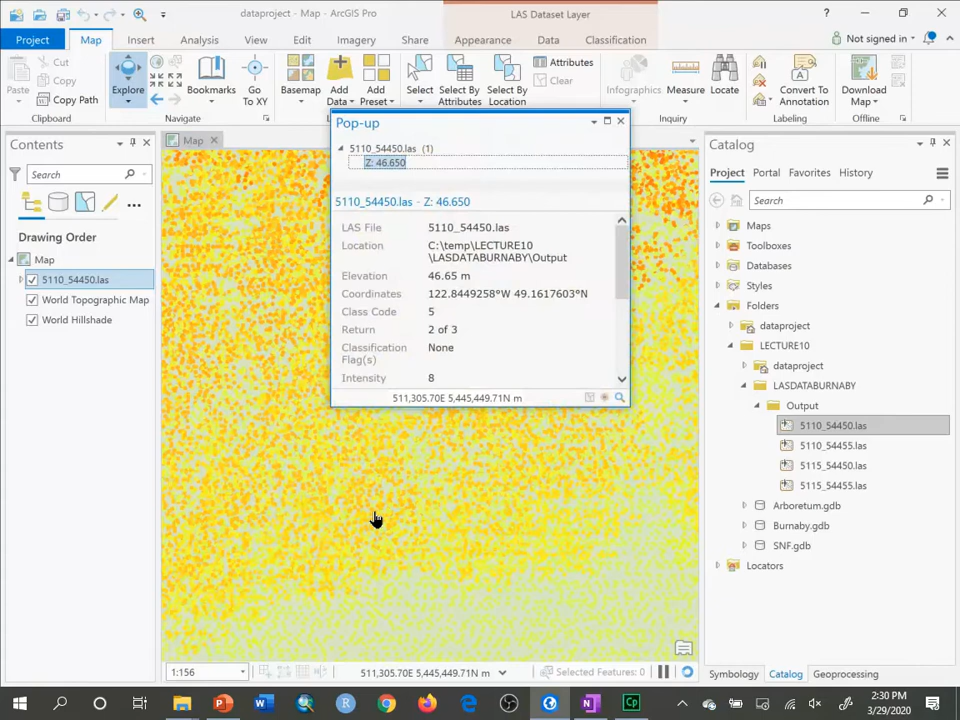 dataproject - Map - ArcGIS Pro
LAS Dataset Layer
?
Project
Map
Insert
Analysis
View
Edit
Imagery
Share
Appearance
Data
Classification
Not signed in
Paste
Cut
Copy
Copy Path
Clipboard
Explore
Bookmarks
Go
To XY
Navigate
Basemap
Add
Data
Add
Preset
Select
Select By
Attributes
Select By
Location
Attributes
Clear
Infographics
Measure
Locate
Inquiry
Convert To
Annotation
Download
Map
Offline
Contents
Search
Drawing Order
Map
5110_54450.las
World Topographic Map
World Hillshade
Map
Pop-up
5110_54450.las (1)
Z: 46.650
5110_54450.las - Z: 46.650
LAS File 5110_54450.las
Location C:\temp\LECTURE10
\LASDATABURNABY\Output
Elevation 46.65 m
Coordinates 122.8449258°W 49.1617603°N
Class Code 5
Return 2 of 3
Classification None
Flag(s)
Intensity 8
511,305.70E 5,445,449.71N m
1:156
511,305.70E 5,445,449.71N m
Selected Features: 0
Catalog
Project
Portal
Favorites
History
Search
Maps
Toolboxes
Databases
Styles
Folders
dataproject
LECTURE10
dataproject
LASDATABURNABY
Output
5110_54450.las
5110_54455.las
5115_54450.las
5115_54455.las
Arboretum.gdb
Burnaby.gdb
SNF.gdb
Locators
Symbology
Catalog
Geoprocessing
2:30 PM
3/29/2020